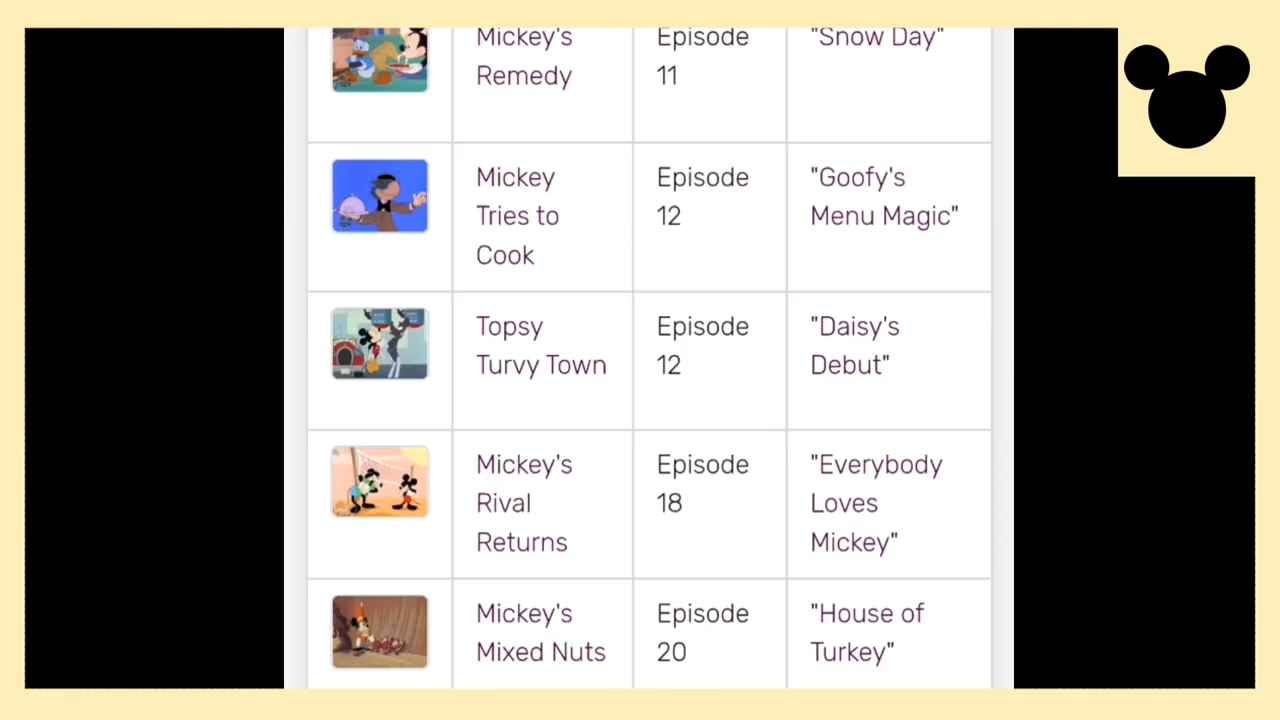 Mickey's Remedy
Episode 11
"Snow Day"
Mickey Tries to Cook
Episode 12
"Goofy's Menu Magic"
Topsy Turvy Town
Episode 12
"Daisy's Debut"
Mickey's Rival Returns
Episode 18
"Everybody Loves Mickey"
Mickey's Mixed Nuts
Episode 20
"House of Turkey"